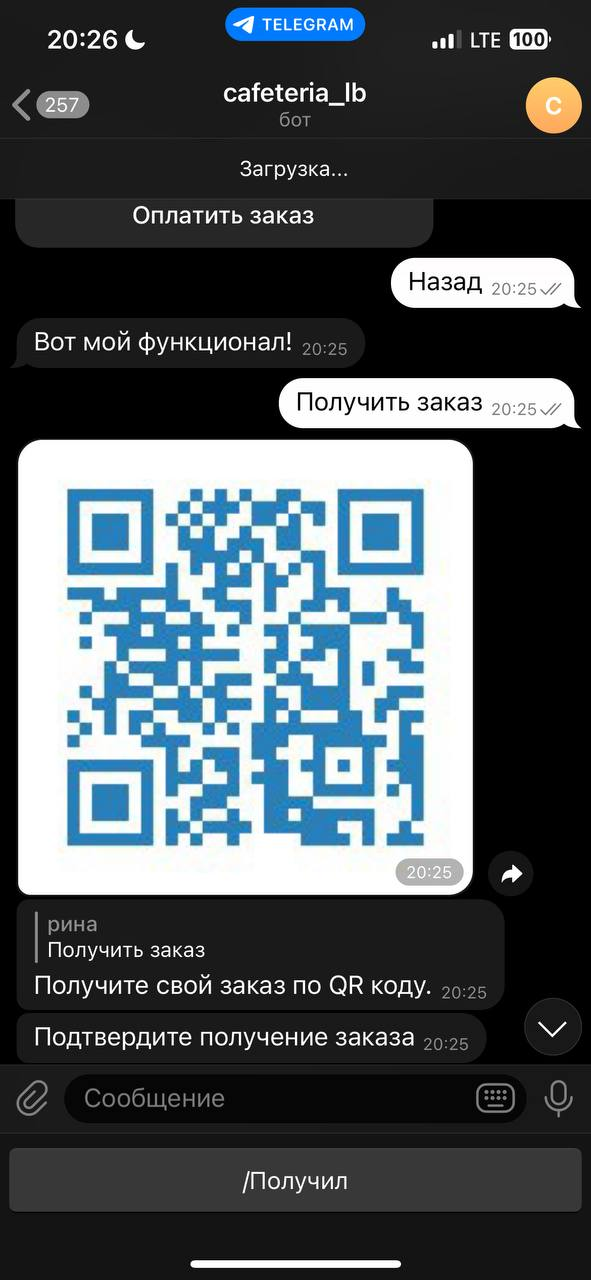 20:26
TELEGRAM
LTE 100
257
cafeteria_lb
бот
C
Загрузка...
Оплатить заказ
Назад 20:25
Вот мой функционал! 20:25
Получить заказ 20:25
20:25
рина
Получить заказ
Получите свой заказ по QR коду. 20:25
Подтвердите получение заказа 20:25
Сообщение
/Получил